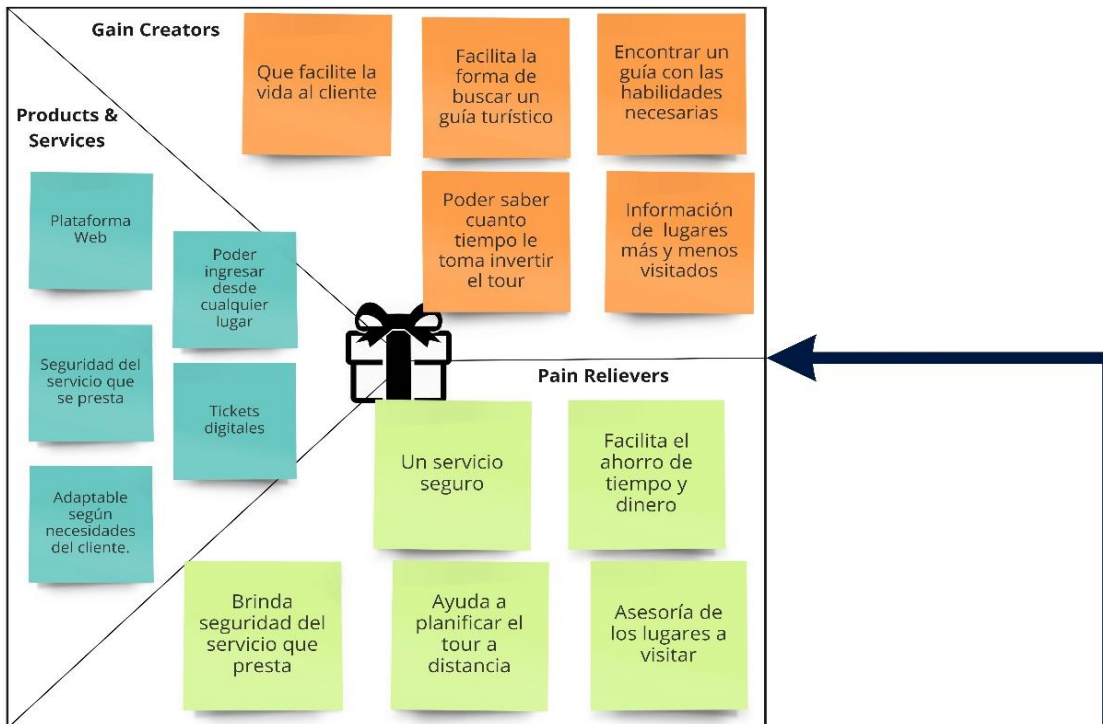 Gain Creators
Que facilite la
vida al cliente
Facilita la
forma de
buscar un
guía turístico
Encontrar un
guía con las
habilidades
necesarias
Poder saber
cuanto
tiempo le
toma invertir
el tour
Información
de lugares
más y menos
visitados
Products &
Services
Plataforma
Web
Poder
ingresar
desde
cualquier
lugar
Seguridad del
servicio que
se presta
Tickets
digitales
Adaptable
según
necesidades
del cliente.
Pain Relievers
Un servicio
seguro
Facilita el
ahorro de
tiempo y
dinero
Brinda
seguridad del
servicio que
presta
Ayuda a
planificar el
tour a
distancia
Asesoría de
los lugares a
visitar